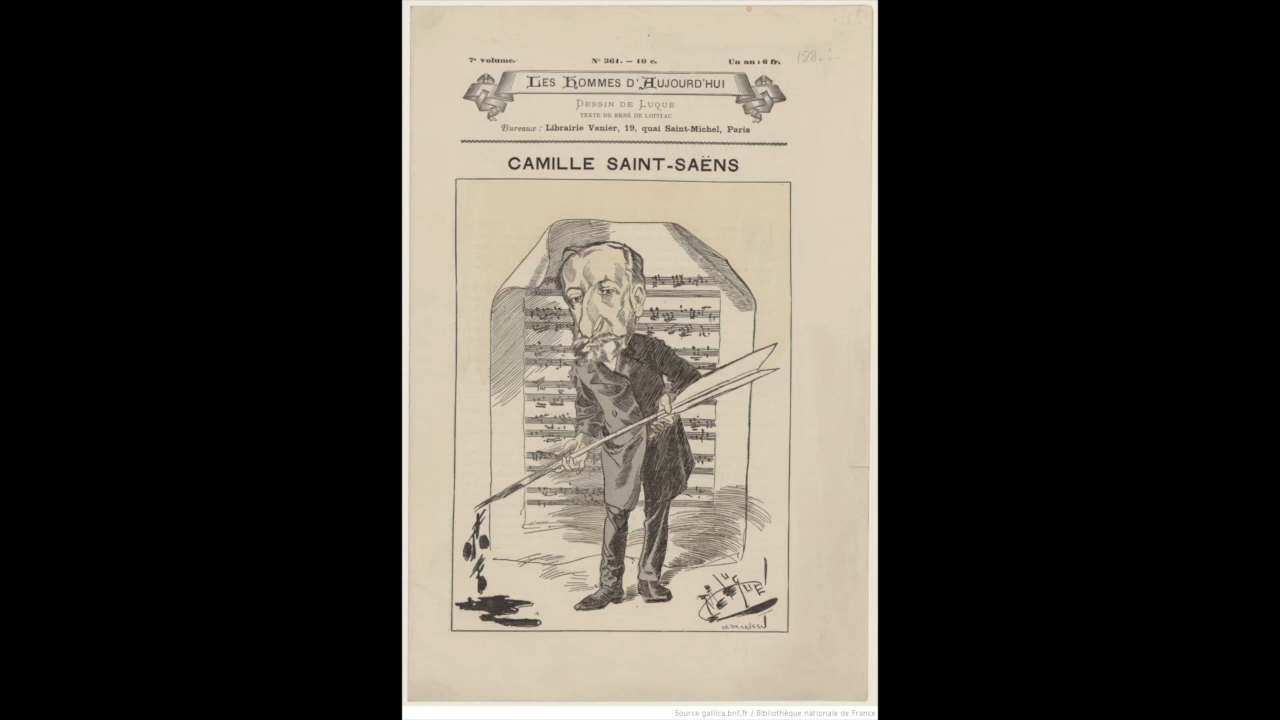 7e volume.
No 361. — 10 c.
Un an : 6 fr.
LES HOMMES D'AUJOURD'HUI
DESSIN DE LUQUE
TEXTE DE RENÉ DE LOPITAU
Bureaux : Librairie Vanier, 19, quai Saint-Michel, Paris
CAMILLE SAINT-SAËNS
Luque
Source gallica.bnf.fr / Bibliothèque nationale de France